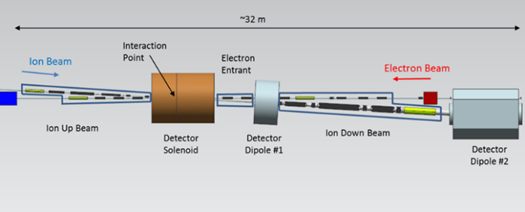 ~32 m
Ion Beam
Interaction
Point
Electron
Entrant
Electron Beam
Ion Up Beam
Detector
Solenoid
Detector
Dipole #1
Ion Down Beam
Detector
Dipole #2